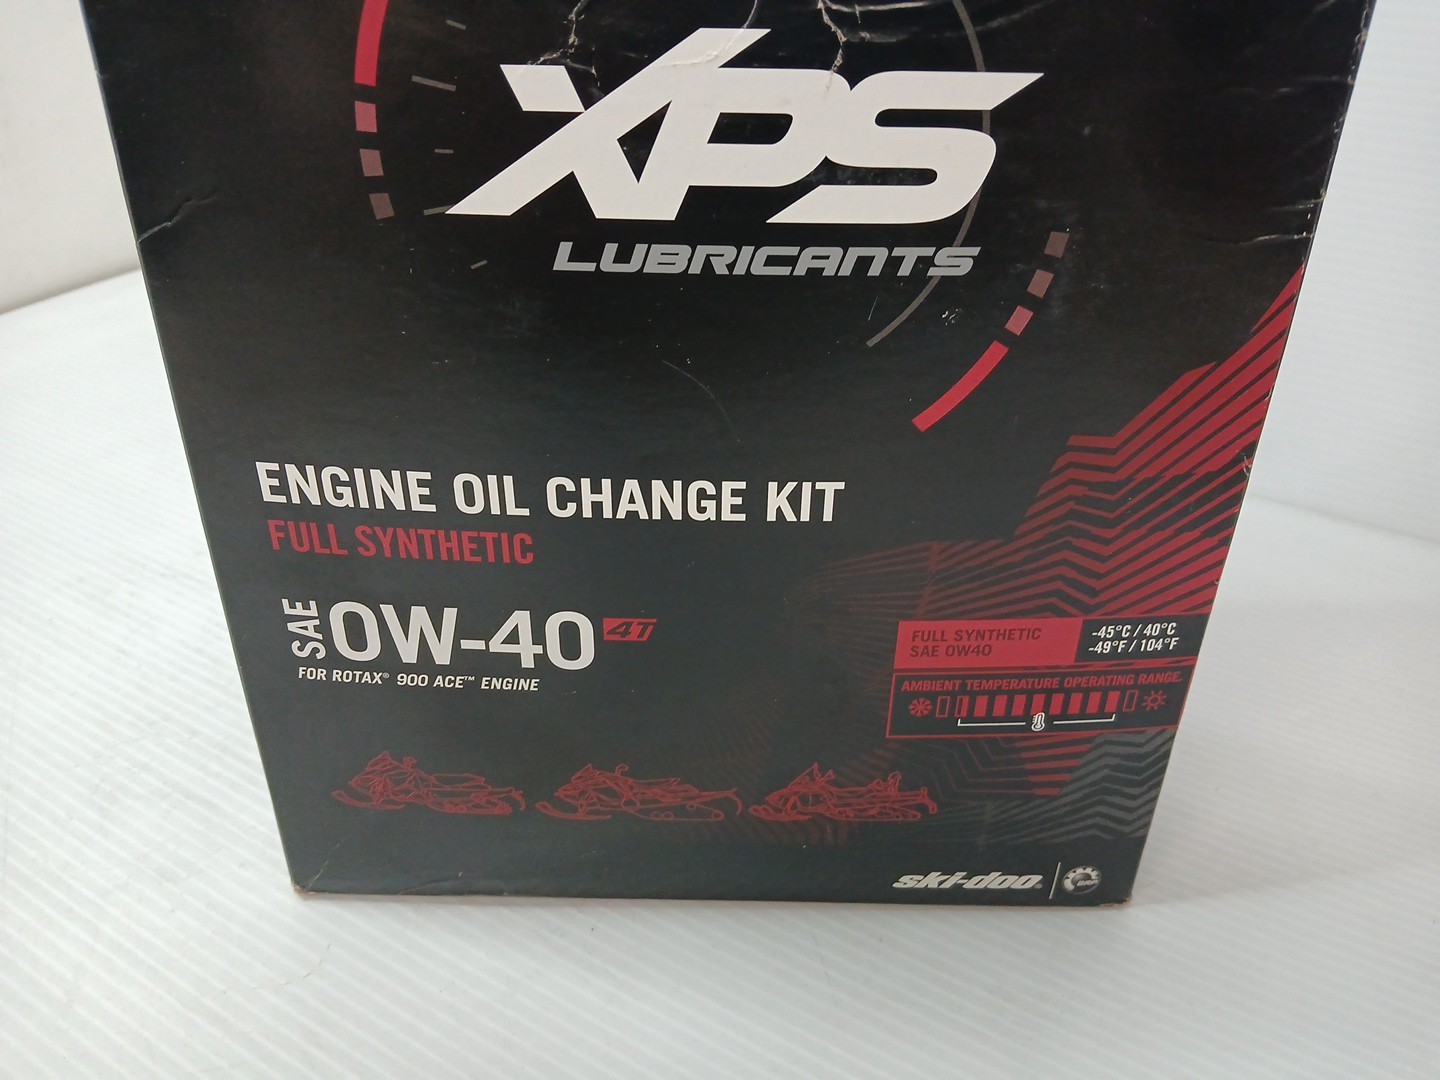 XPS
LUBRICANTS
ENGINE OIL CHANGE KIT
FULL SYNTHETIC
SAE 0W-40 4T
FOR ROTAX® 900 ACE™ ENGINE
FULL SYNTHETIC
SAE 0W40
-45°C / 40°C
-49°F / 104°F
AMBIENT TEMPERATURE OPERATING RANGE
ski-doo®
BRP